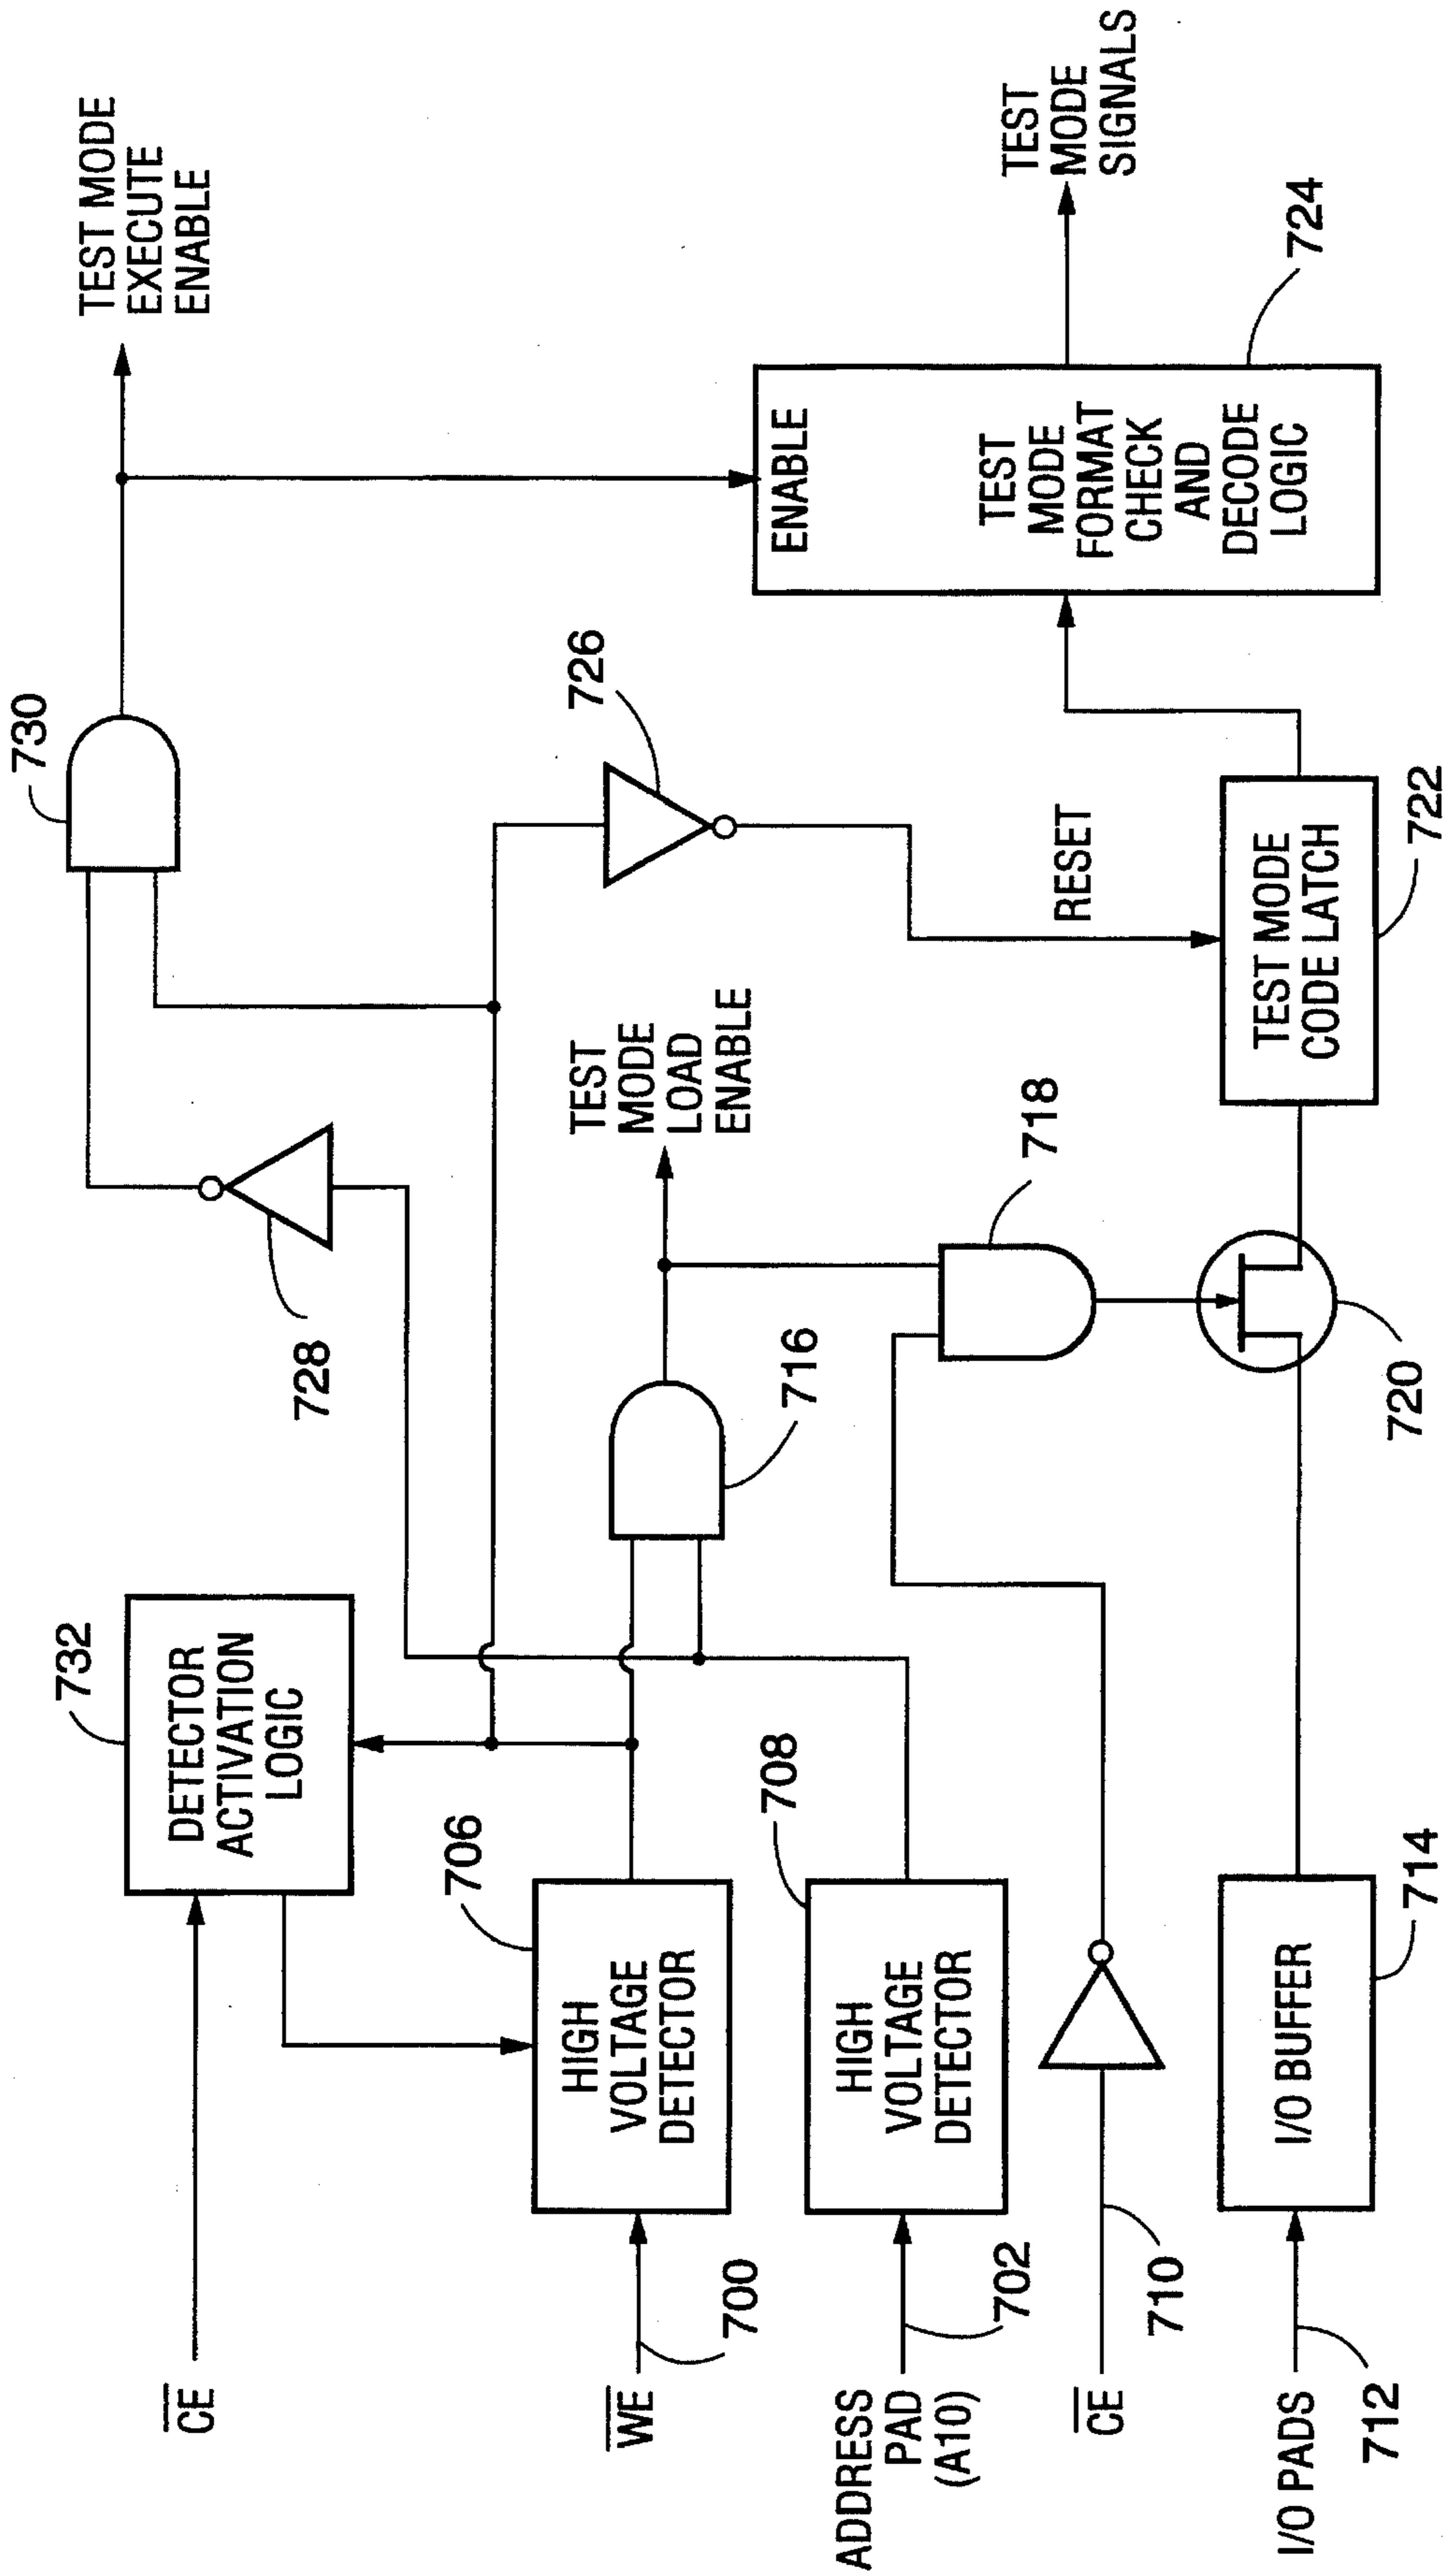 CE
WE
ADDRESS
PAD
(A10)
CE
I/O PADS
700
702
710
712
732
DETECTOR
ACTIVATION
LOGIC
706
HIGH
VOLTAGE
DETECTOR
708
HIGH
VOLTAGE
DETECTOR
I/O BUFFER
714
728
716
TEST
MODE
LOAD
ENABLE
718
720
730
726
RESET
TEST MODE
CODE LATCH
722
TEST MODE
EXECUTE
ENABLE
ENABLE
TEST
MODE
FORMAT
CHECK
AND
DECODE
LOGIC
724
TEST
MODE
SIGNALS